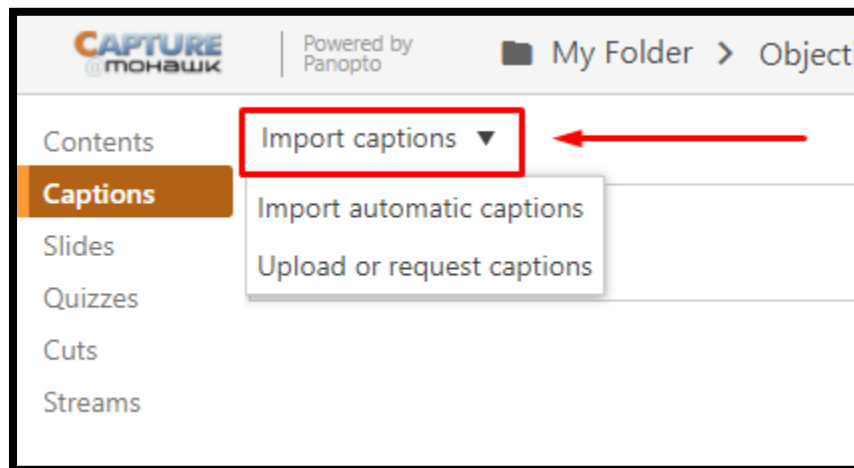 CAPTURE
@mohawk
Powered by
Panopto
My Folder > Object
Contents
Captions
Slides
Quizzes
Cuts
Streams
Import captions ▼
Import automatic captions
Upload or request captions